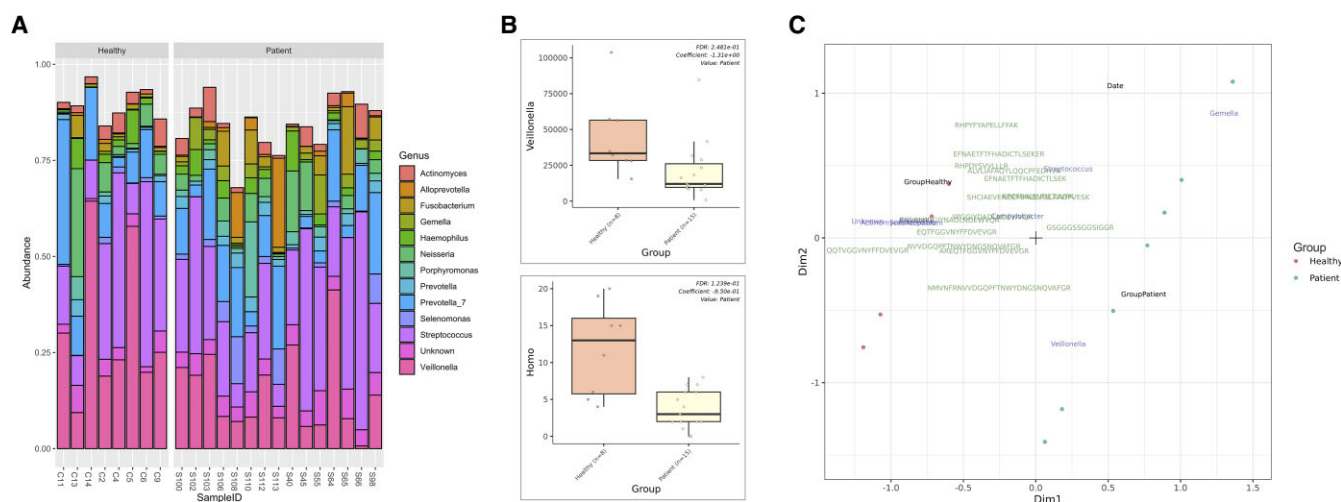 A
Healthy
Patient
1.00
0.75
0.50
0.25
0.00
Abundance
C11
C13
C14
C2
C4
C5
C6
C9
S100
S102
S103
S106
S108
S110
S112
S113
S40
S45
S55
S64
S65
S66
S98
SampleID
Genus
Actinomyces
Alloprevotella
Fusobacterium
Gemella
Haemophilus
Neisseria
Porphyromonas
Prevotella
Prevotella_7
Selenomonas
Streptococcus
Unknown
Veillonella
B
FDR: 2.481e-01
Coefficient: -1.31e+00
Value: Patient
100000
75000
50000
25000
0
Veillonella
Healthy (n=8)
Patient (n=15)
Group
FDR: 1.239e-01
Coefficient: -9.50e-01
Value: Patient
20
15
10
5
0
Homo
Healthy (n=8)
Patient (n=15)
Group
C
Date
Gemella
RHPYFYAPELLFFAK
EFNAETFTFHADICTLSEKER
RHPDYSVVLLLR
Streptococcus
EFNAETFTFHADICTLSEK
GroupHealthy
Unknown
GSGGGSSGGSIGGR
EQTFGGVNYFFDVEVGR
QQTVGGVNYFFDVEVGR
AREQTFGGVNYFFDVEVGR
NMVNFRNVVDGQPFTNWYDNGSNQVAFGR
GroupPatient
Veillonella
1
0
-1
Dim2
-1.0
-0.5
0.0
0.5
1.0
1.5
Dim1
Group
Healthy
Patient